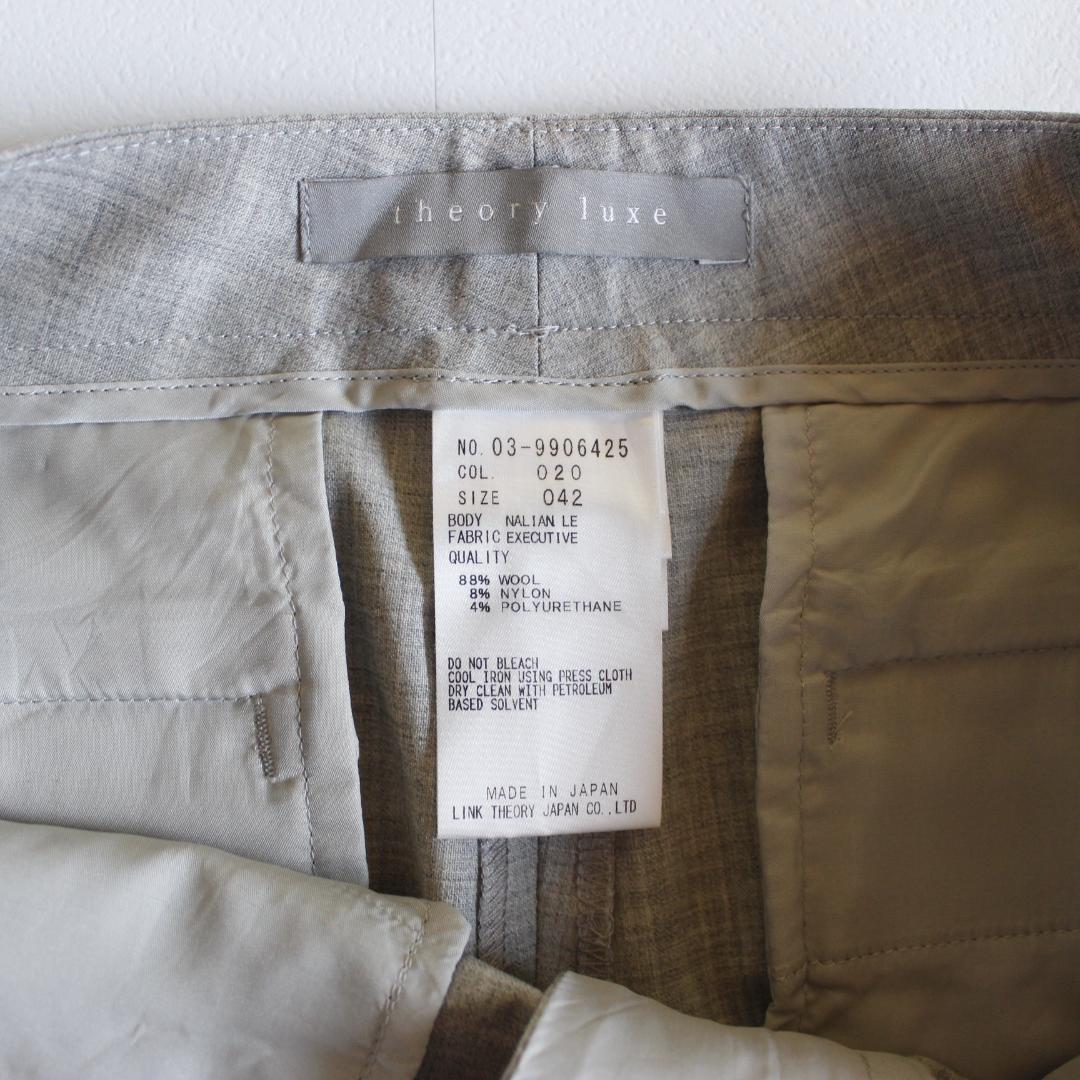 theory luxe
NO. 03-9906425
COL. 020
SIZE 042
BODY NALIAN LE
FABRIC EXECUTIVE
QUALITY
88% WOOL
8% NYLON
4% POLYURETHANE
DO NOT BLEACH
COOL IRON USING PRESS CLOTH
DRY CLEAN WITH PETROLEUM
BASED SOLVENT
MADE IN JAPAN
LINK THEORY JAPAN CO.,LTD